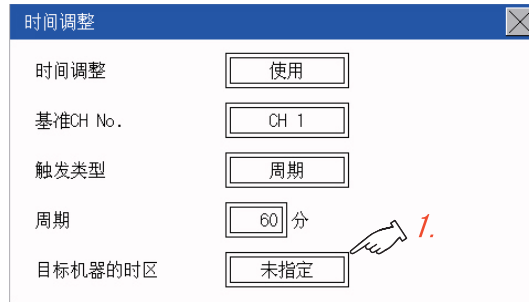 时间调整
时间调整 使用
基准CH No. CH 1
触发类型 周期
周期 60 分
目标机器的时区 未指定
1.